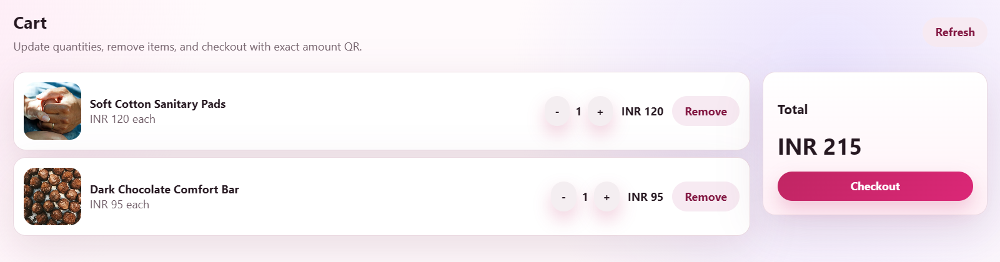 Cart
Update quantities, remove items, and checkout with exact amount QR.
Refresh
Soft Cotton Sanitary Pads
INR 120 each
- 1 + INR 120 Remove
Dark Chocolate Comfort Bar
INR 95 each
- 1 + INR 95 Remove
Total
INR 215
Checkout